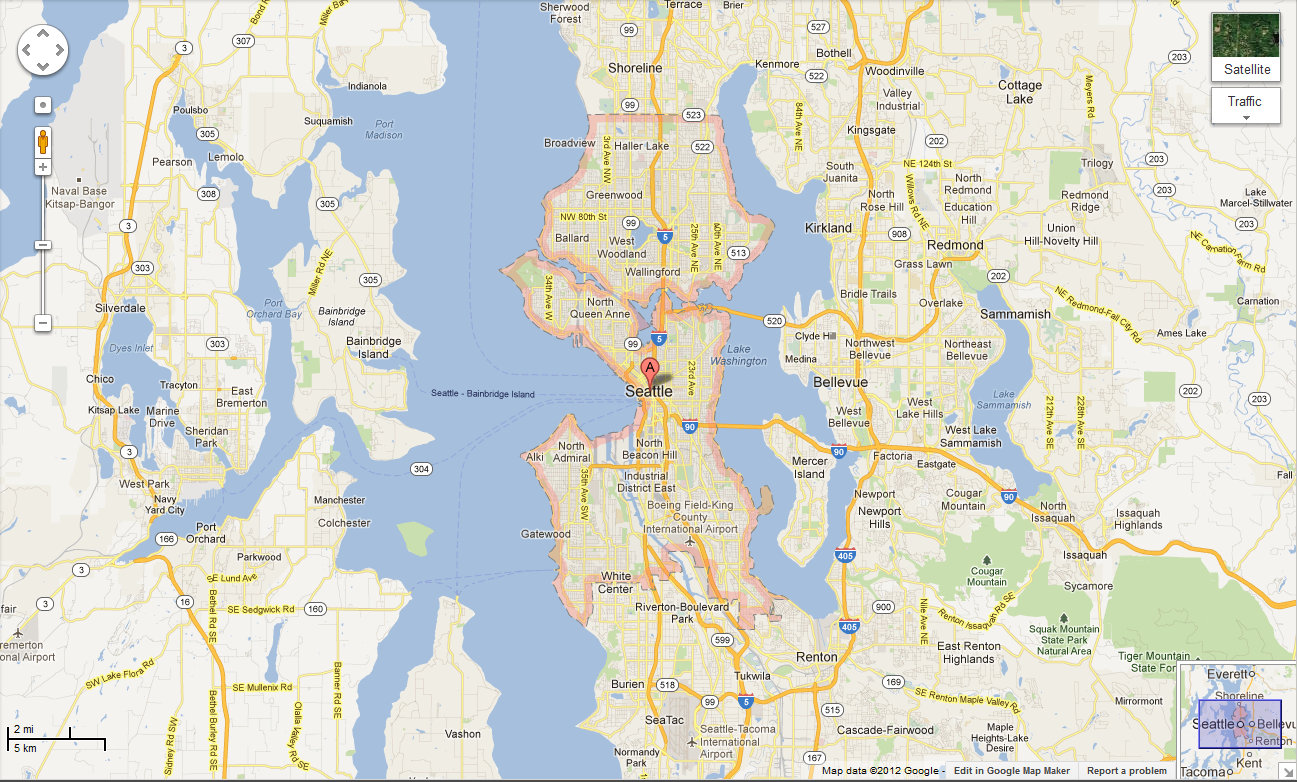 Sherwood
Forest
Terrace
Brier
Bond R
Miller Bay Rd
99
527
3
307
Shoreline
Kenmore
Bothell
522
Woodinville
203
Satellite
Indianola
Cottage
Lake
Traffic
Poulsbo
Suquamish
Port
Madison
99
523
Valley
Industrial
84th Ave NE
Meyers Rd
305
Broadview
3rd Ave NW
Haller Lake
522
Kingsgate
202
Pearson
Lemolo
South
Juanita
NE 124th St
Trilogy
203
Naval Base
Kitsap-Bangor
308
305
Greenwood
North
Rose Hill
Willows Rd NE
North
Redmond
Education
Hill
Redmond
Ridge
203
Lake
Marcel-Stillwater
3
NW 80th St
99
5
25th Ave NE
40th Ave NE
Kirkland
908
Union
Hill-Novelty Hill
203
Ballard
West
Woodland
513
Redmond
NE Carnation-Farm Rd
303
Miller Rd NE
305
34th Ave W
Wallingford
Grass Lawn
202
Silverdale
Port
Orchard Bay
Bainbridge
Island
North
Queen Anne
Bridle Trails
Overlake
NE Redmond-Fall City Rd
Carnation
Sammamish
520
Ames Lake
Dyes Inlet
303
Bainbridge
Island
99
5
Lake
Washington
Clyde Hill
Medina
Northwest
Bellevue
Northeast
Bellevue
Chico
Tracyton
East
Bremerton
A
Seattle
23rd Ave
Bellevue
Lake
Sammamish
202
203
Seattle - Bainbridge Island
Kitsap Lake
Marine
Drive
Sheridan
Park
West
Bellevue
West
Lake Hills
212th Ave SE
228th Ave SE
90
West Lake
Sammamish
3
304
North
Admiral
Alki
North
Beacon Hill
90
Factoria
Eastgate
Mercer
Island
Fall
West Park
Navy
Yard City
Manchester
Colchester
35th Ave SW
Industrial
District East
Newport
Newport
Hills
Cougar
Mountain
90
North
Issaquah
Issaquah
Highlands
Port
Orchard
Boeing Field-King
County
International Airport
166
Gatewood
Parkwood
405
Issaquah
3
SE Lund Ave
White
Center
Cougar
Mountain
Sycamore
fair
3
16
Bethel Rd SE
SE Sedgwick Rd
160
Riverton-Boulevard
Park
900
Nile Ave NE
Renton Issaquah Rd SE
remerton
onal Airport
599
405
Squak Mountain
State Park
Natural Area
Renton
East Renton
Highlands
Tiger Mountain
State For
SW Lake Flora Rd
Tukwila
SE Mullenix Rd
Banner Rd SE
Burien
518
99
5
169
SE Renton Maple Valley Rd
Mirrormont
Everett
Shoreline
Seattle
Bellevu
Renton
Kent
Tacoma
2 mi
5 km
Sidney Rd SW
Bethel Burley Rd SE
Olalla Valley Rd SE
Vashon
SeaTac
Seattle-Tacoma
International
Airport
515
Cascade-Fairwood
Maple
Heights-Lake
Desire
Normandy
Park
167
Map data ©2012 Google -
Edit in Google Map Maker
Report a problem